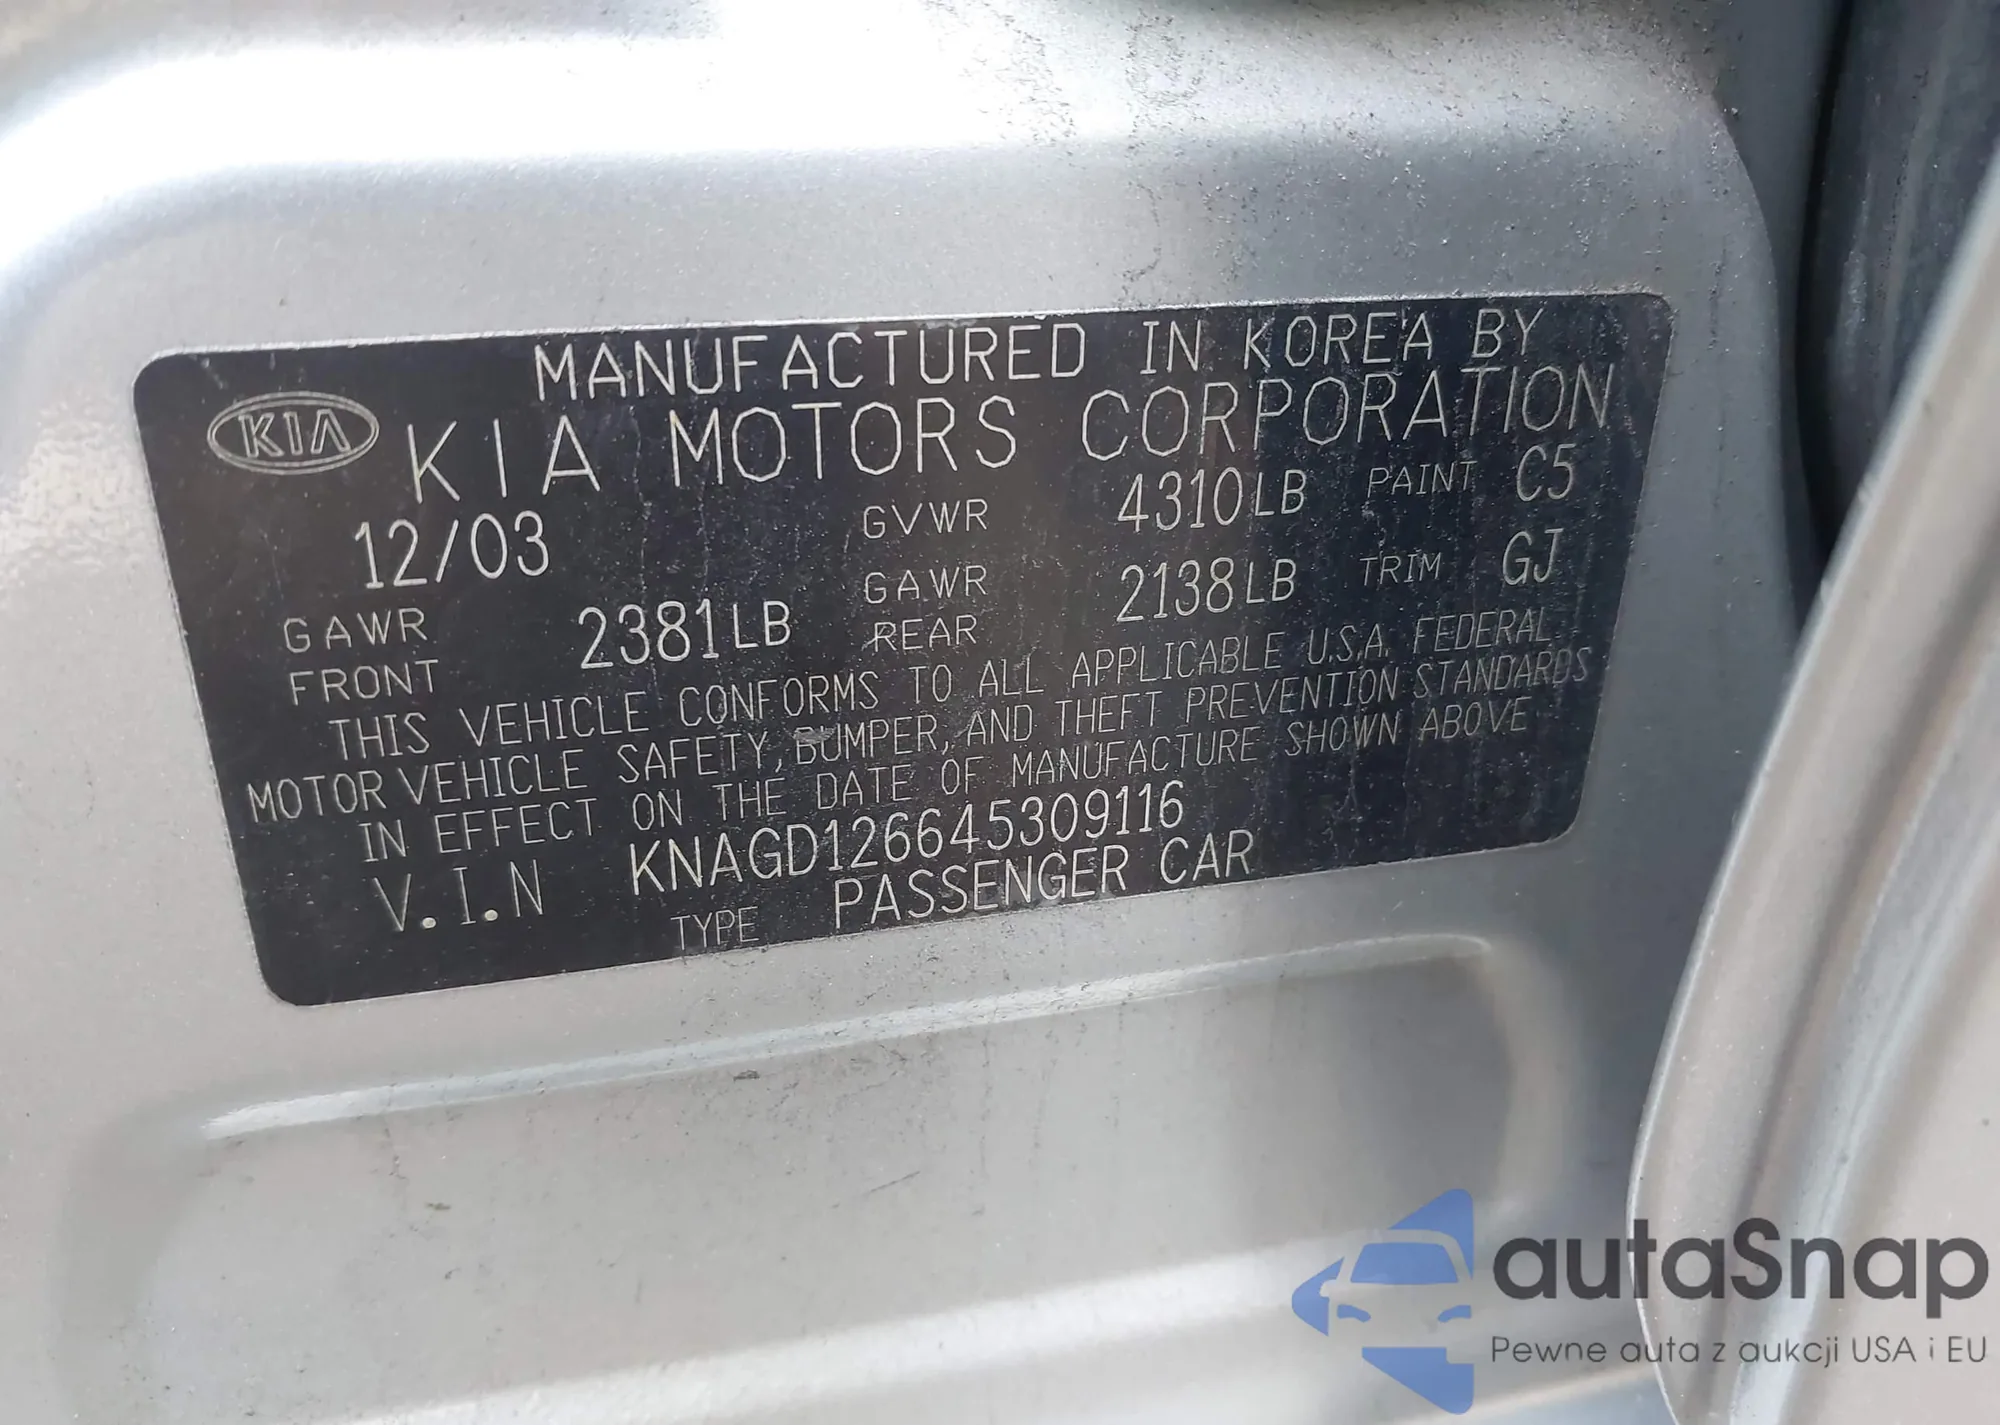 MANUFACTURED IN KOREA BY
KIA KIA MOTORS CORPORATION
12/03 GVWR 4310LB PAINT C5
GAWR FRONT 2381LB GAWR REAR 2138LB TRIM GJ
THIS VEHICLE CONFORMS TO ALL APPLICABLE U.S.A. FEDERAL
MOTOR VEHICLE SAFETY, BUMPER, AND THEFT PREVENTION STANDARDS
IN EFFECT ON THE DATE OF MANUFACTURE SHOWN ABOVE
V.I.N KNAGD126645309116
TYPE PASSENGER CAR
autaSnap
Pewne auta z aukcji USA i EU